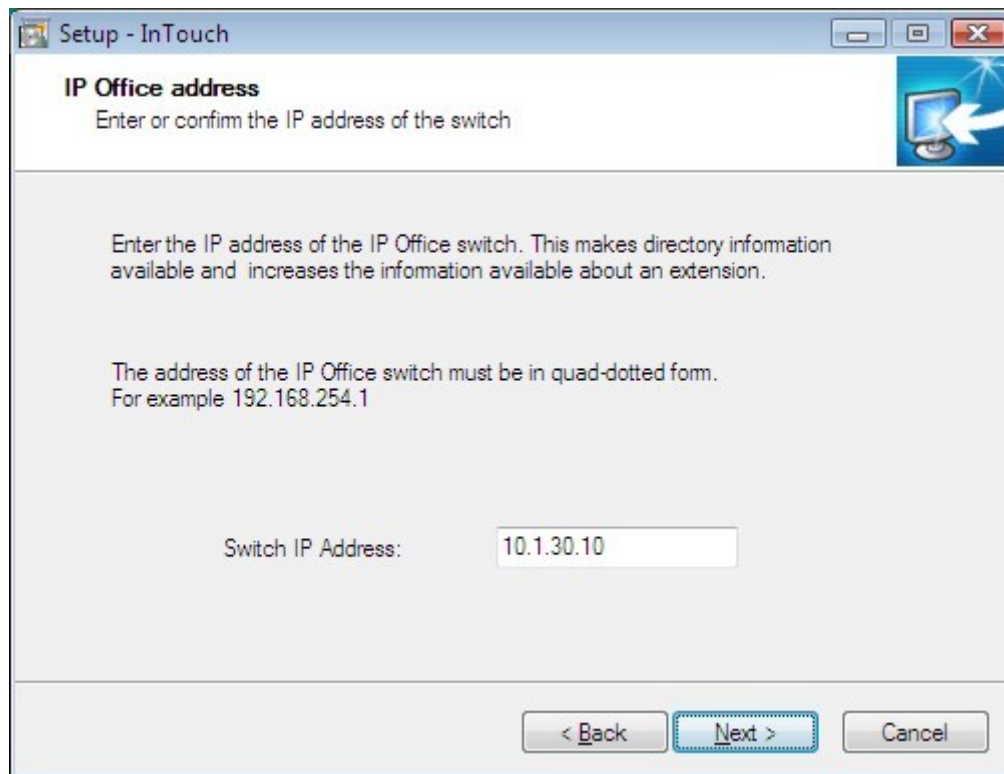 Setup - InTouch
IP Office address
Enter or confirm the IP address of the switch
Enter the IP address of the IP Office switch. This makes directory information
available and  increases the information available about an extension.
The address of the IP Office switch must be in quad-dotted form.
For example 192.168.254.1
Switch IP Address: 10.1.30.10
< Back Next > Cancel